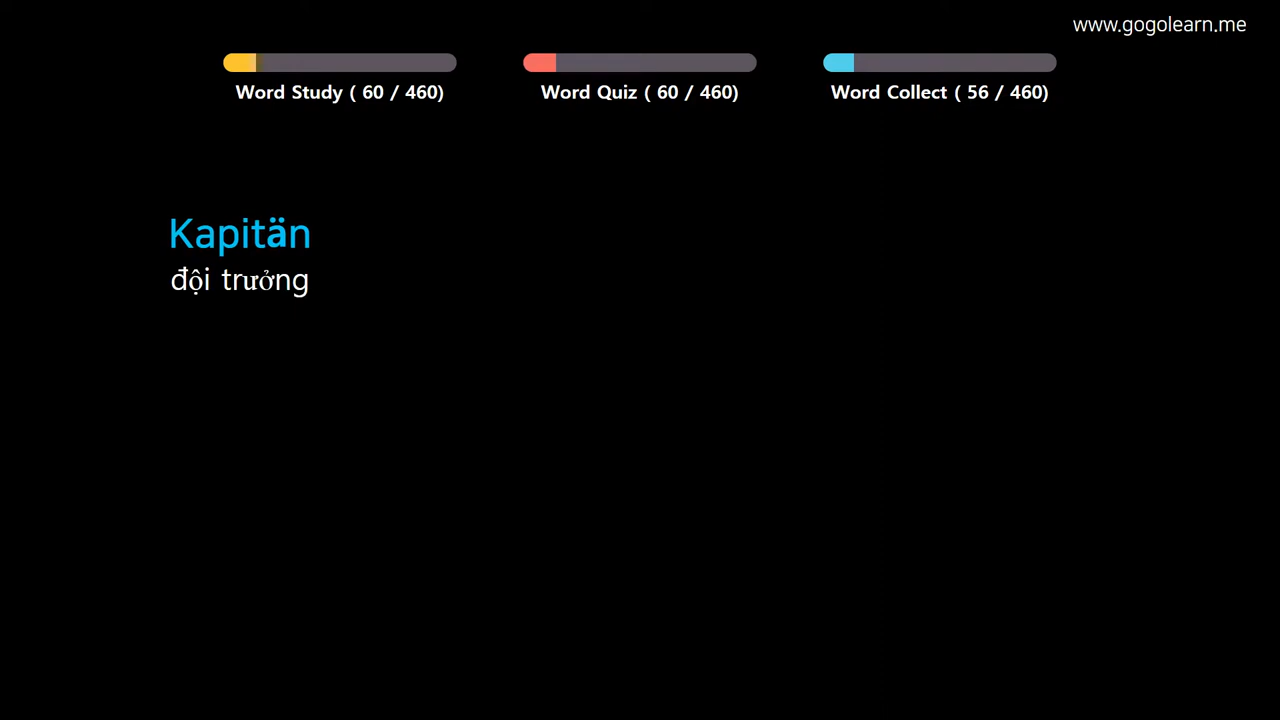 www.gogolearn.me
Word Study ( 60 / 460)
Word Quiz ( 60 / 460)
Word Collect ( 56 / 460)
Kapitän
đội trưởng